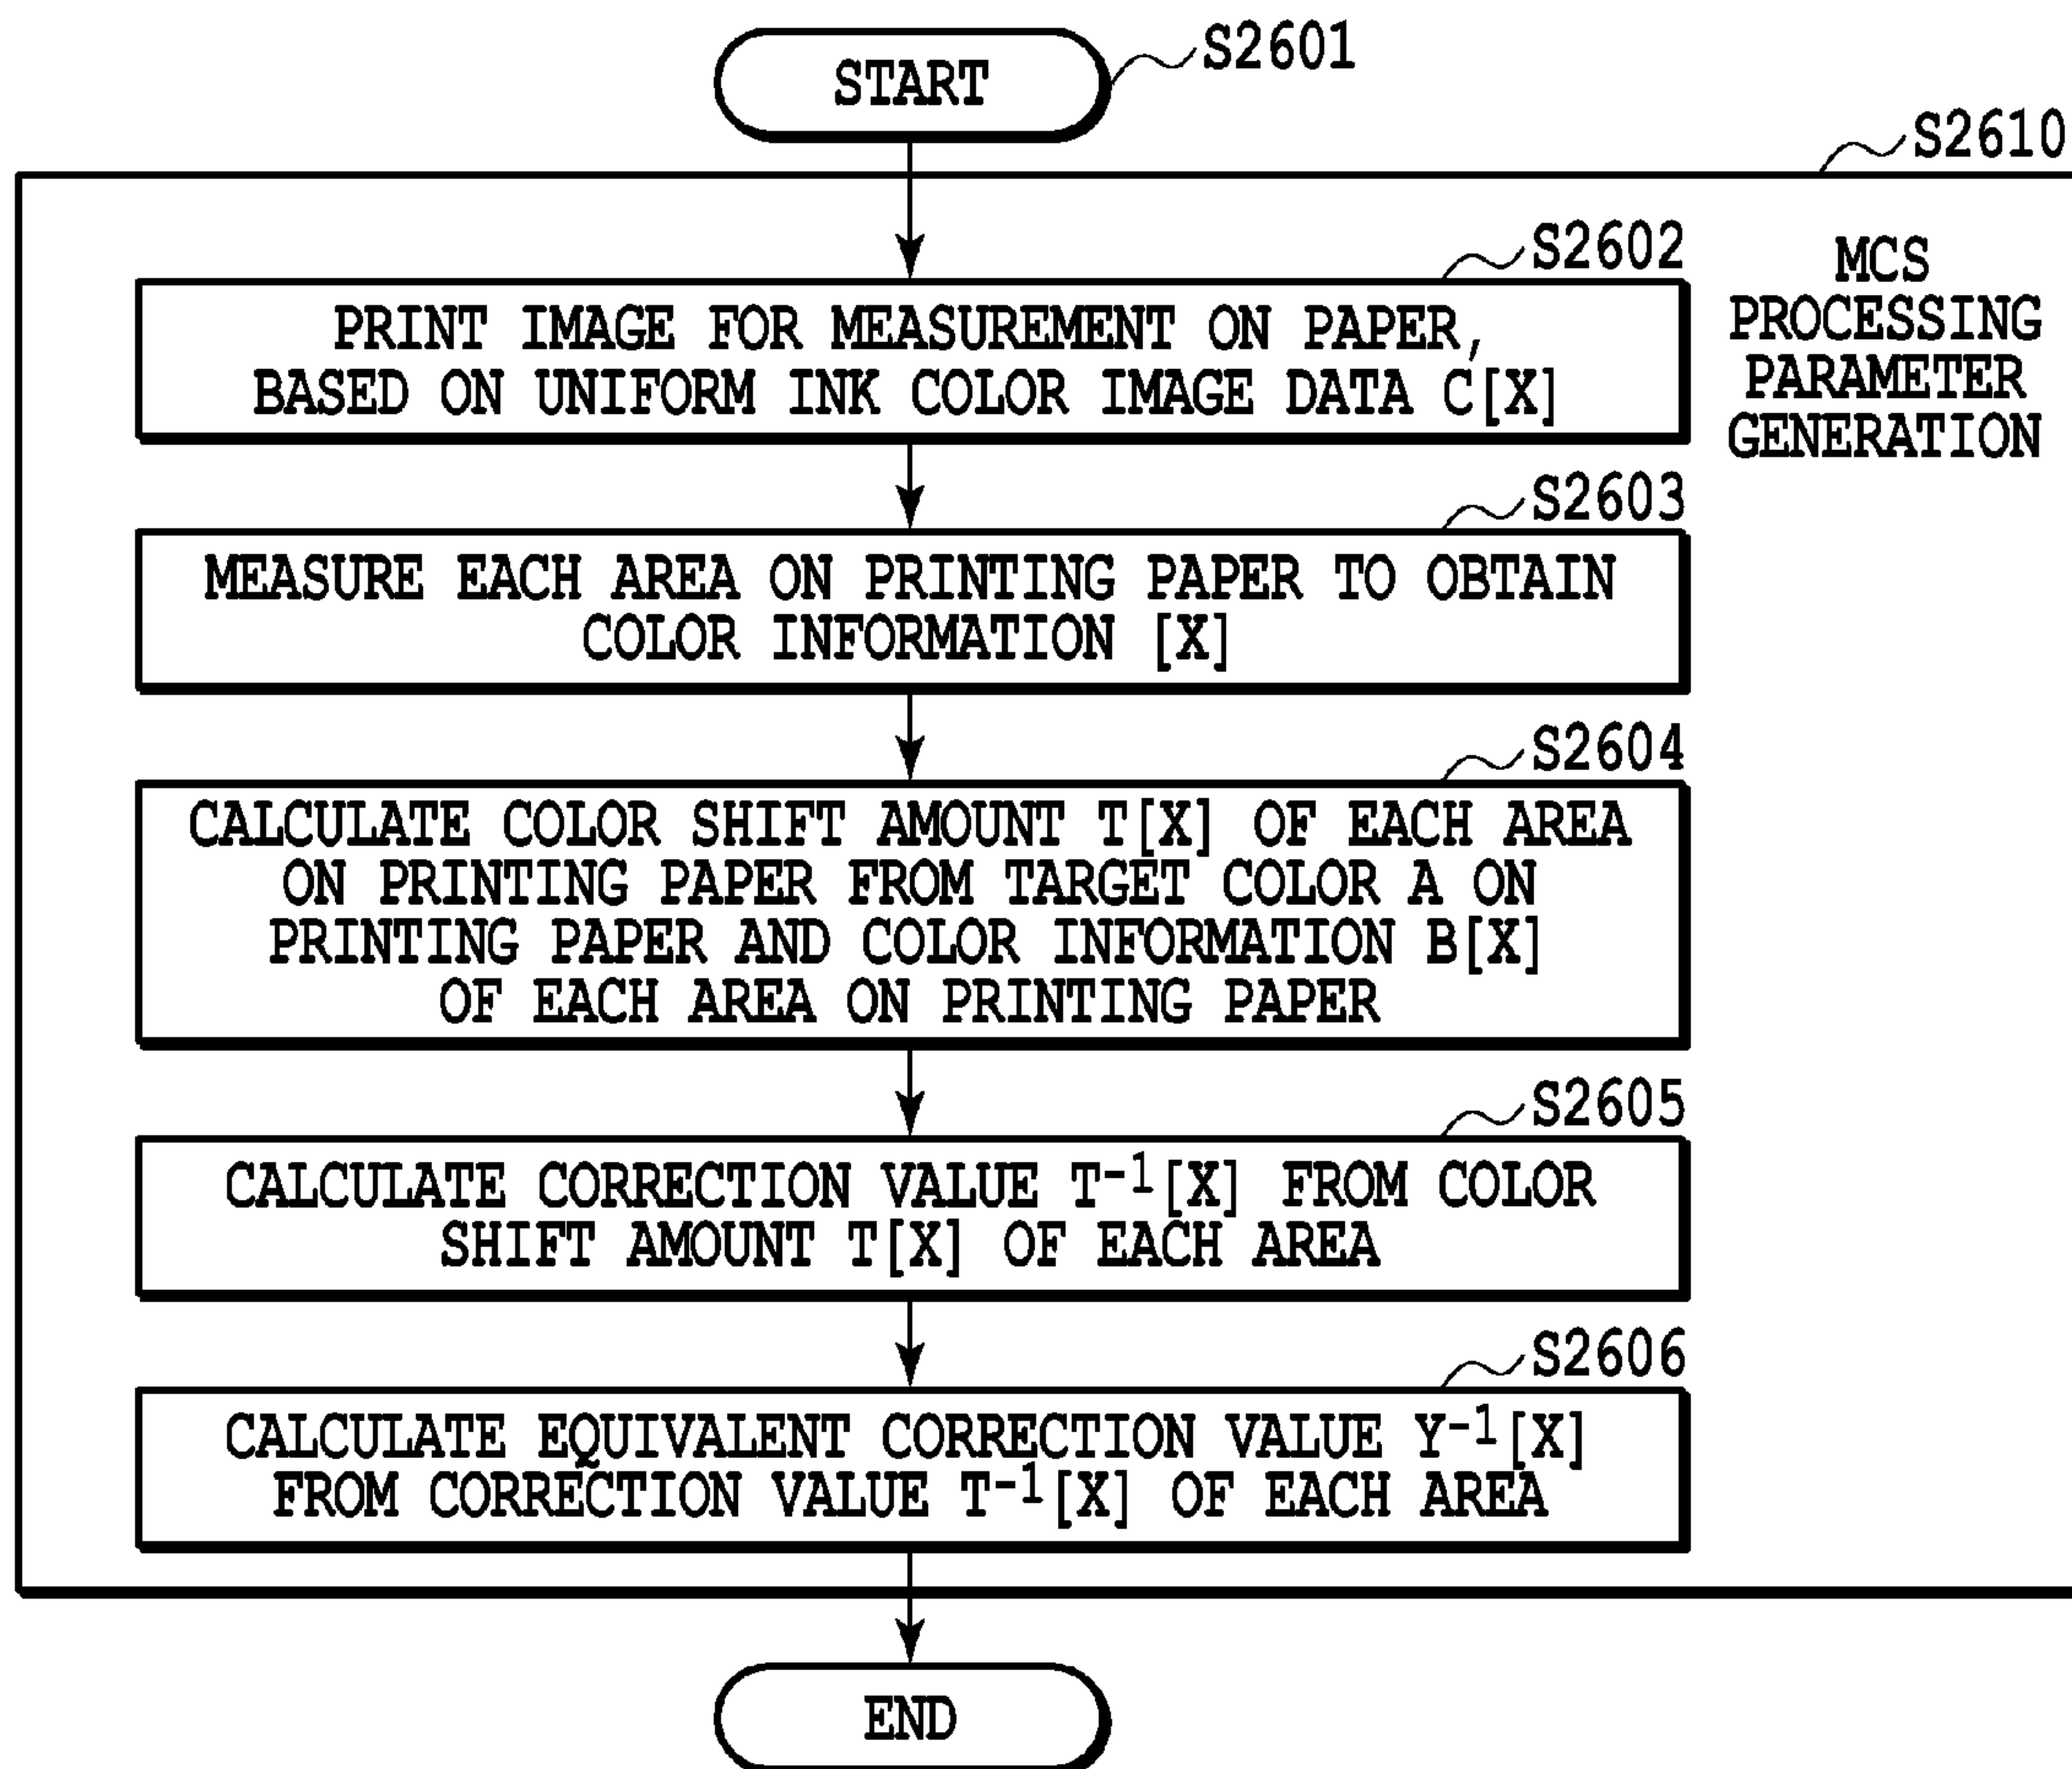 START
S2601
S2610
MCS
PROCESSING
PARAMETER
GENERATION
S2602
PRINT IMAGE FOR MEASUREMENT ON PAPER,
BASED ON UNIFORM INK COLOR IMAGE DATA C[X]
S2603
MEASURE EACH AREA ON PRINTING PAPER TO OBTAIN
COLOR INFORMATION [X]
S2604
CALCULATE COLOR SHIFT AMOUNT T[X] OF EACH AREA
ON PRINTING PAPER FROM TARGET COLOR A ON
PRINTING PAPER AND COLOR INFORMATION B[X]
OF EACH AREA ON PRINTING PAPER
S2605
CALCULATE CORRECTION VALUE T⁻¹[X] FROM COLOR
SHIFT AMOUNT T[X] OF EACH AREA
S2606
CALCULATE EQUIVALENT CORRECTION VALUE Y⁻¹[X]
FROM CORRECTION VALUE T⁻¹[X] OF EACH AREA
END